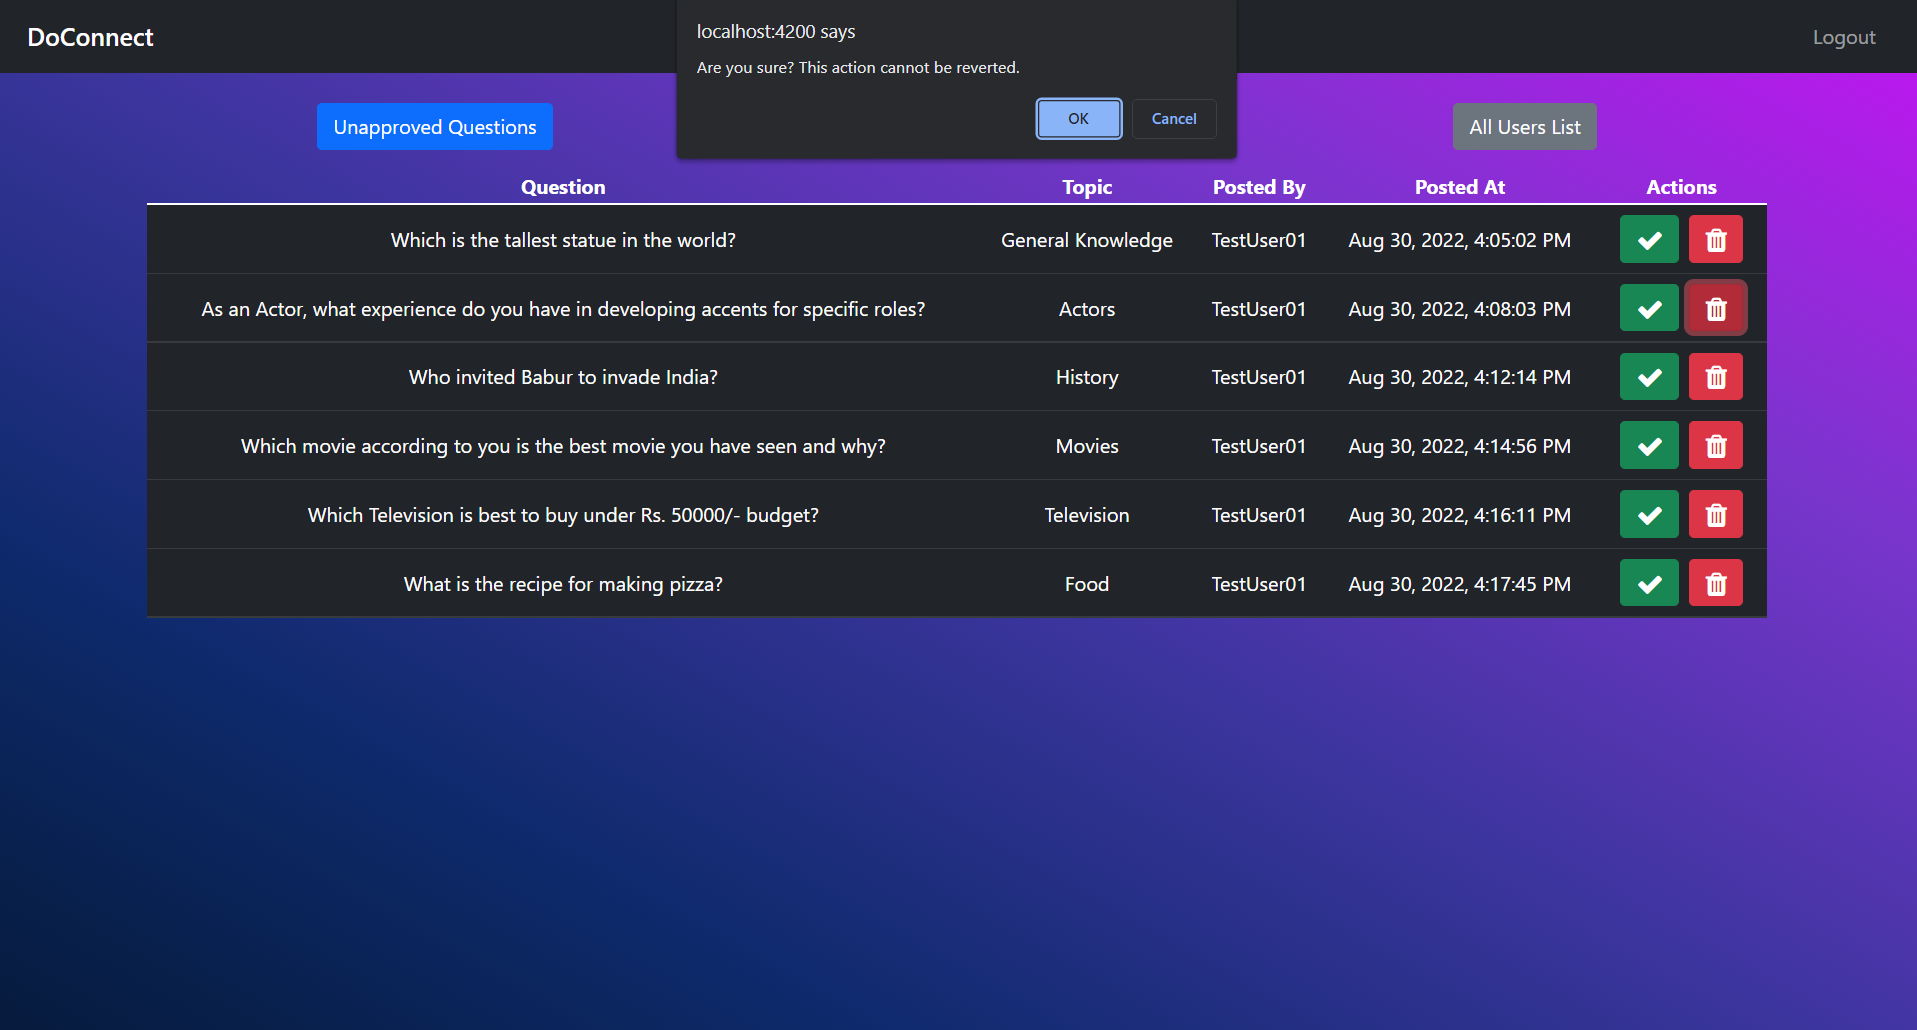 DoConnect
Logout
localhost:4200 says
Are you sure? This action cannot be reverted.
OK Cancel
Unapproved Questions
All Users List
Question Topic Posted By Posted At Actions
Which is the tallest statue in the world? General Knowledge TestUser01 Aug 30, 2022, 4:05:02 PM
As an Actor, what experience do you have in developing accents for specific roles? Actors TestUser01 Aug 30, 2022, 4:08:03 PM
Who invited Babur to invade India? History TestUser01 Aug 30, 2022, 4:12:14 PM
Which movie according to you is the best movie you have seen and why? Movies TestUser01 Aug 30, 2022, 4:14:56 PM
Which Television is best to buy under Rs. 50000/- budget? Television TestUser01 Aug 30, 2022, 4:16:11 PM
What is the recipe for making pizza? Food TestUser01 Aug 30, 2022, 4:17:45 PM